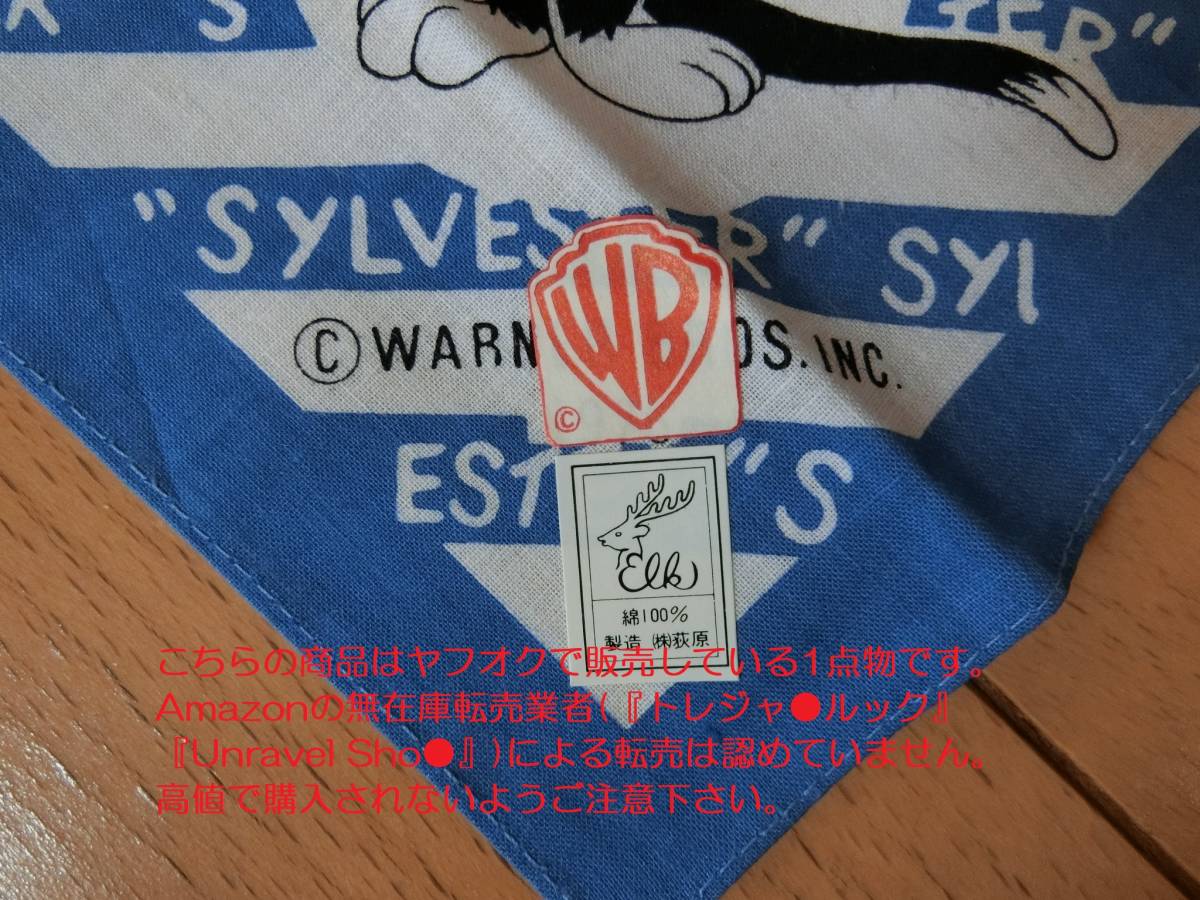 S
"SYLVES ER" SYL
© WARN OS. INC.
WB
©
EST "S
Elk
綿100%
製造 ㈱荻原
こちらの商品はヤフオクで販売している1点物です。
Amazonの無在庫転売業者(『トレジャ●ルック』
『Unravel Sho●』)による転売は認めていません。
高値で購入されないようご注意下さい。